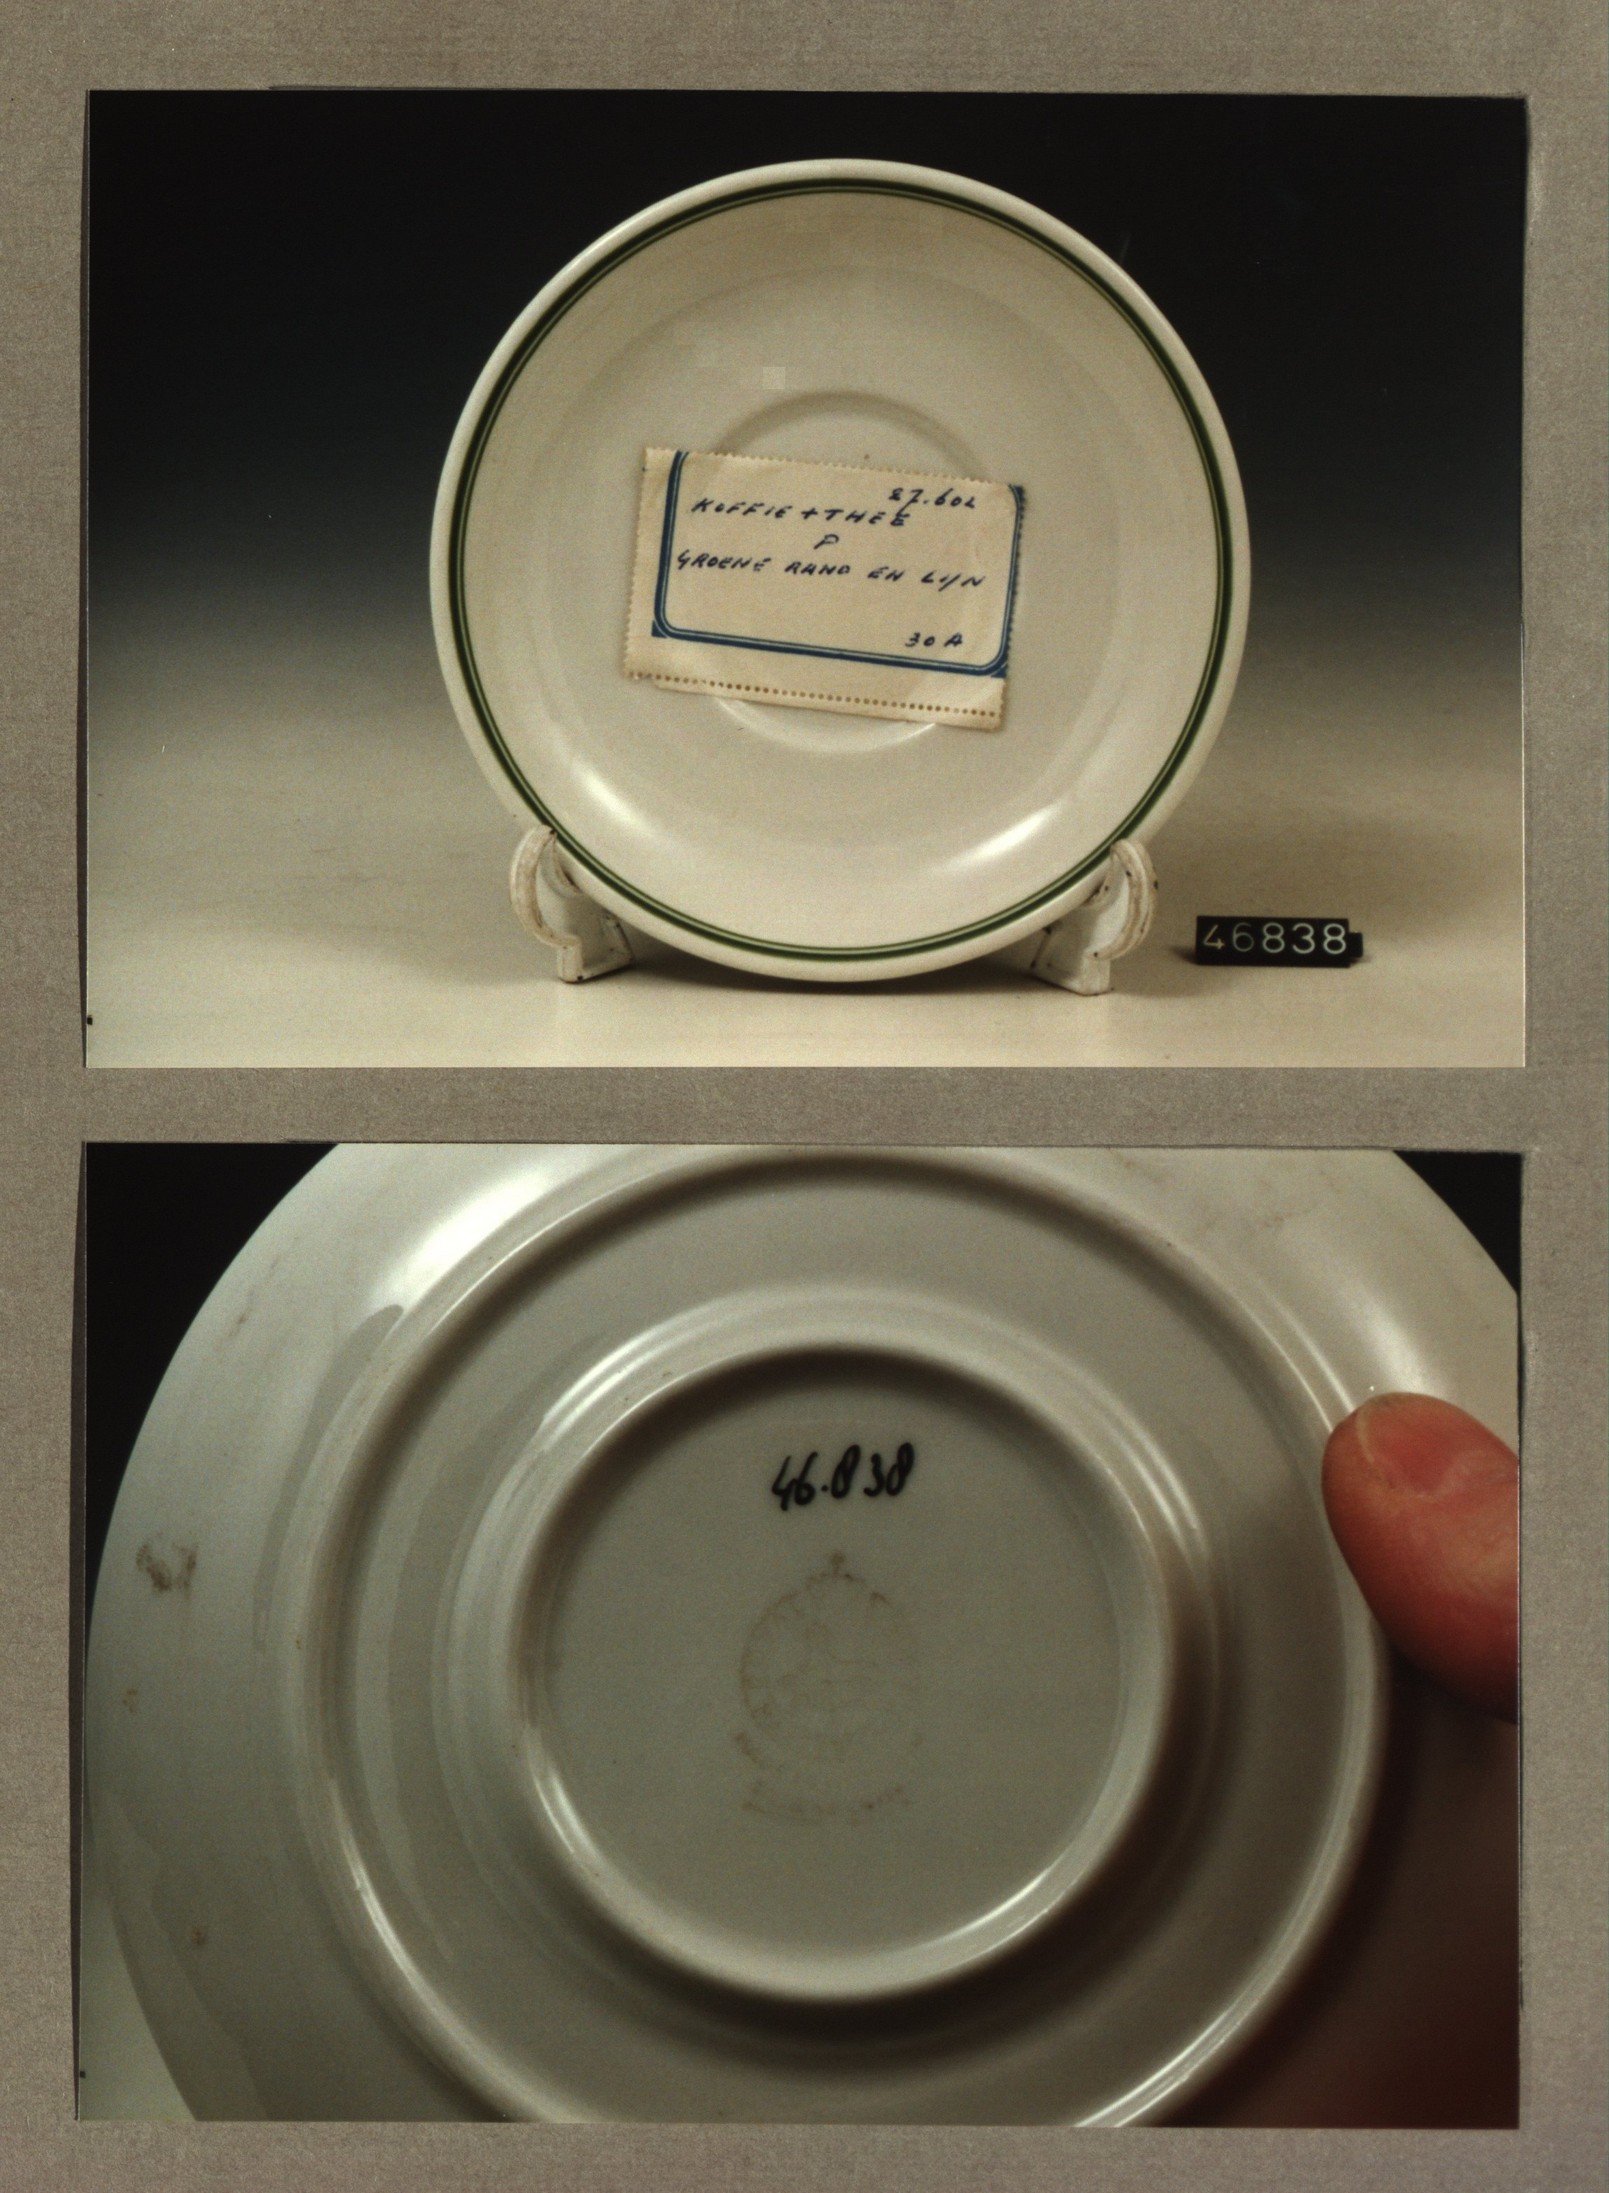 27.602
KOFFIE + THEE
P
GROENE RAND EN LIJN
30 A
46838
46.838